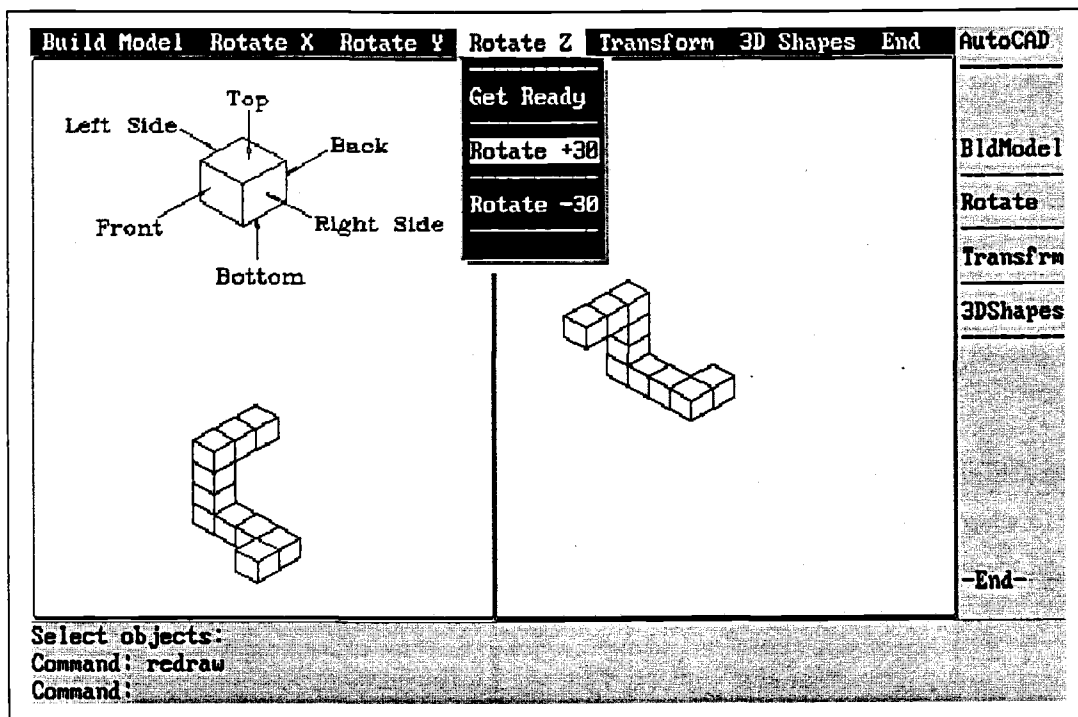 Build Model  Rotate X  Rotate Y  Rotate Z  Transform  3D Shapes  End
AutoCAD
Get Ready
Rotate +30
Rotate -30
Top
Left Side
Back
Front
Right Side
Bottom
BldModel
Rotate
Transfrm
3DShapes
-End-
Select objects:
Command: redraw
Command: